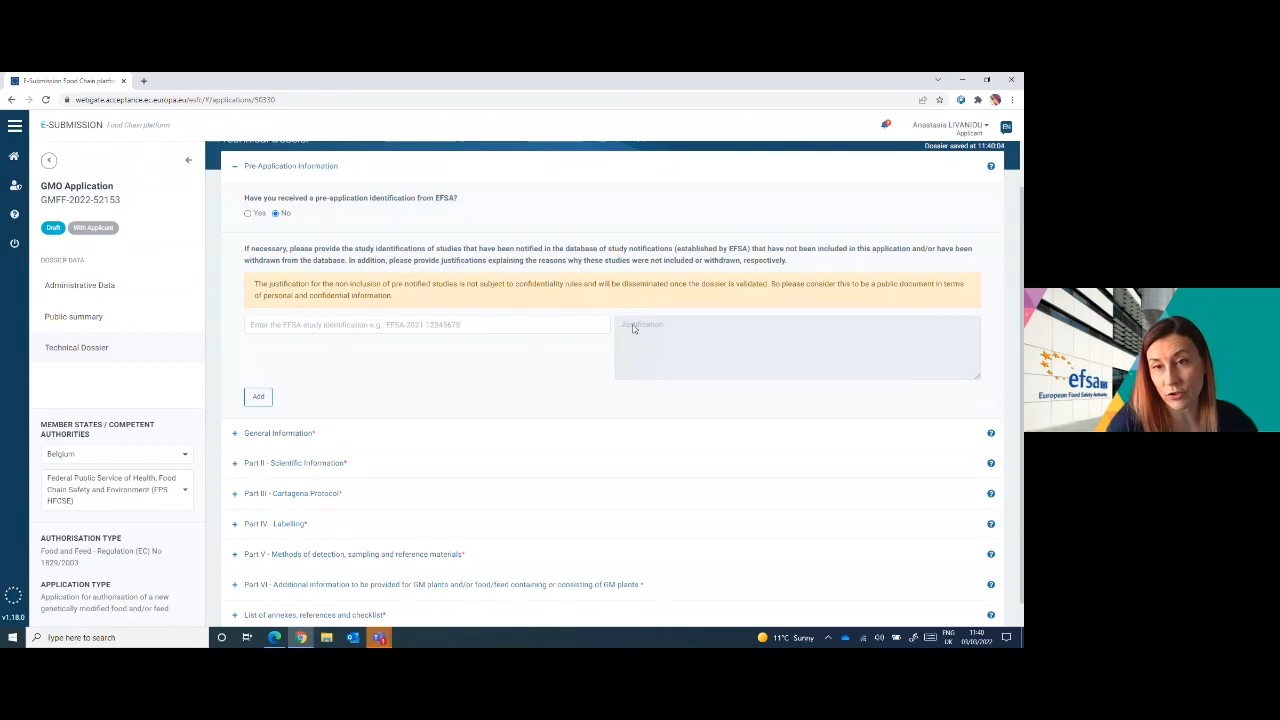 E-Submission Food Chain platfo
webgate.acceptance.ec.europa.eu/esfc/#/applications/50330
E-SUBMISSION Food Chain platform
Anastasia LIVANIOU
Applicant
EN
Technical Dossier
Dossier saved at 11:40:04
GMO Application
GMFF-2022-52153
Draft
With Applicant
DOSSIER DATA
Administrative Data
Public summary
Technical Dossier
MEMBER STATES / COMPETENT
AUTHORITIES
Belgium
Federal Public Service of Health, Food
Chain Safety and Environment (FPS
HFCSE)
AUTHORISATION TYPE
Food and Feed - Regulation (EC) No
1829/2003
APPLICATION TYPE
Application for authorisation of a new
genetically modified food and/or feed
v1.18.0
Pre-Application information
Have you received a pre-application identification from EFSA?
Yes No
If necessary, please provide the study identifications of studies that have been notified in the database of study notifications (established by EFSA) that have not been included in this application and/or have been
withdrawn from the database. In addition, please provide justifications explaining the reasons why these studies were not included or withdrawn, respectively.
The justification for the non-inclusion of pre-notified studies is not subject to confidentiality rules and will be disseminated once the dossier is validated. So please consider this to be a public document in terms
of personal and confidential information.
Enter the EFSA study identification e.g.: EFSA-2021-12345678
Justification
Add
General Information*
Part II - Scientific Information*
Part III - Cartagena Protocol*
Part IV - Labelling*
Part V - Methods of detection, sampling and reference materials*
Part VI - Additional information to be provided for GM plants and/or food/feed containing or consisting of GM plants *
List of annexes, references and checklist*
efsa
European Food Safety Authority
Type here to search
11°C Sunny
ENG
UK
11:40
03/03/2022